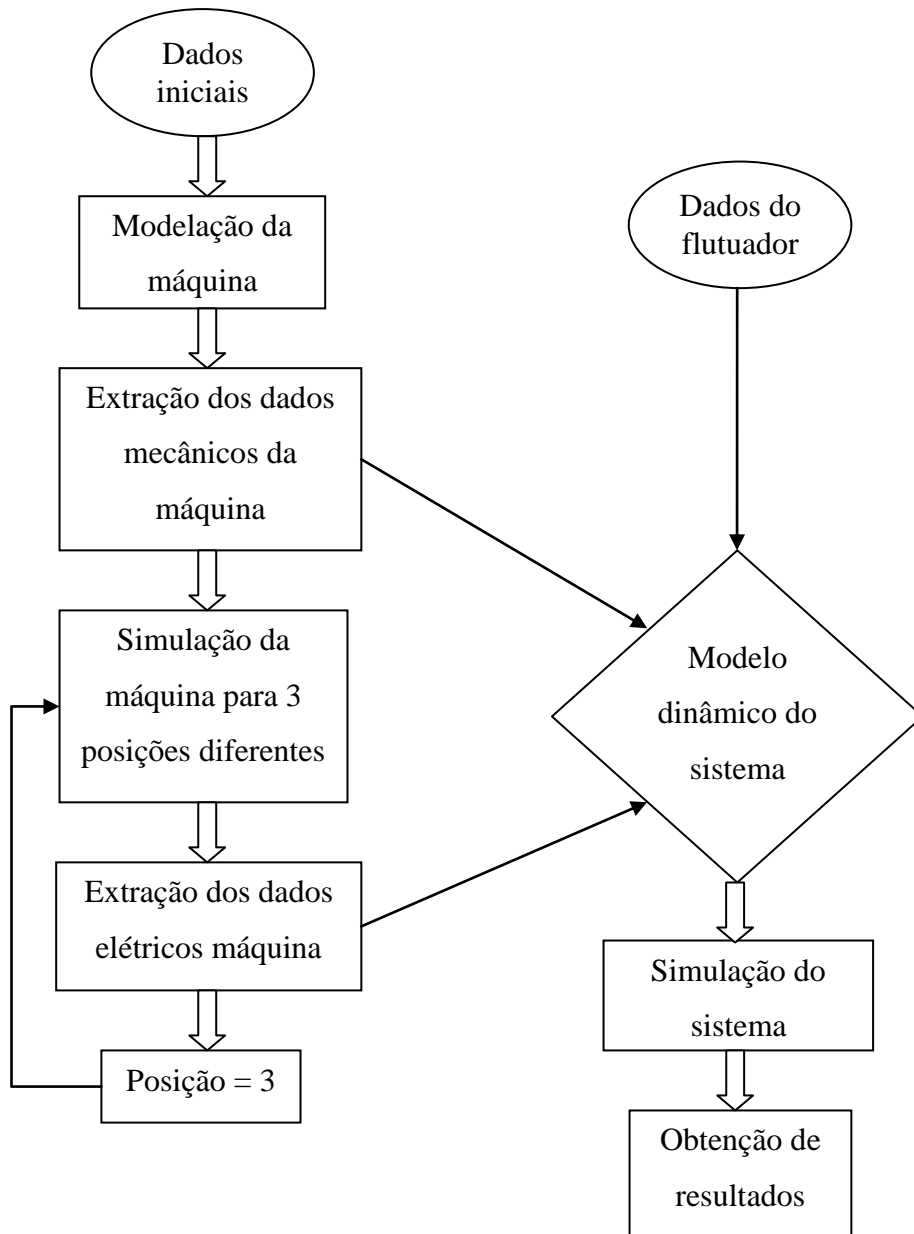 Dados
iniciais
Modelação da
máquina
Extração dos dados
mecânicos da
máquina
Simulação da
máquina para 3
posições diferentes
Extração dos dados
elétricos máquina
Posição = 3
Dados do
flutuador
Modelo
dinâmico do
sistema
Simulação do
sistema
Obtenção de
resultados